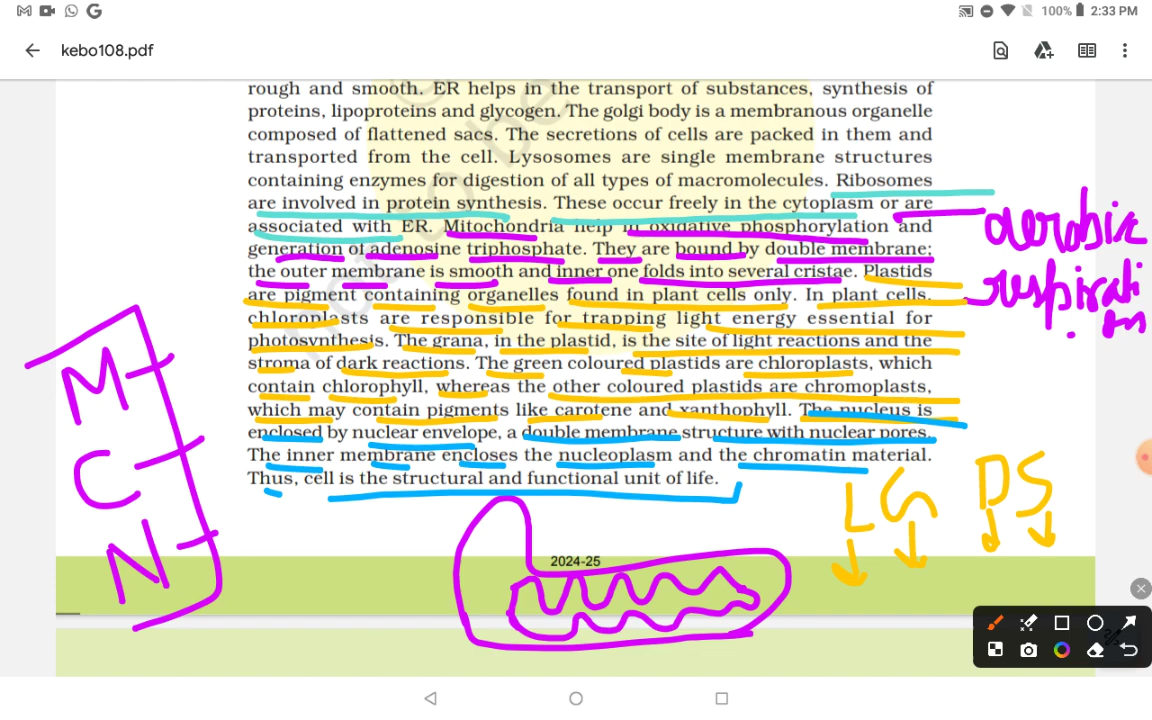 100% 2:33 PM
kebo108.pdf
rough and smooth. ER helps in the transport of substances, synthesis of
proteins, lipoproteins and glycogen. The golgi body is a membranous organelle
composed of flattened sacs. The secretions of cells are packed in them and
transported from the cell. Lysosomes are single membrane structures
containing enzymes for digestion of all types of macromolecules. Ribosomes
are involved in protein synthesis. These occur freely in the cytoplasm or are
associated with ER. Mitochondria help in oxidative phosphorylation and
generation of adenosine triphosphate. They are bound by double membrane;
the outer membrane is smooth and inner one folds into several cristae. Plastids
are pigment containing organelles found in plant cells only. In plant cells,
chloroplasts are responsible for trapping light energy essential for
photosynthesis. The grana, in the plastid, is the site of light reactions and the
stroma of dark reactions. The green coloured plastids are chloroplasts, which
contain chlorophyll, whereas the other coloured plastids are chromoplasts,
which may contain pigments like carotene and xanthophyll. The nucleus is
enclosed by nuclear envelope, a double membrane structure with nuclear pores.
The inner membrane encloses the nucleoplasm and the chromatin material.
Thus, cell is the structural and functional unit of life.
aerobic
respiration
M
C
N
LG DS
2024-25